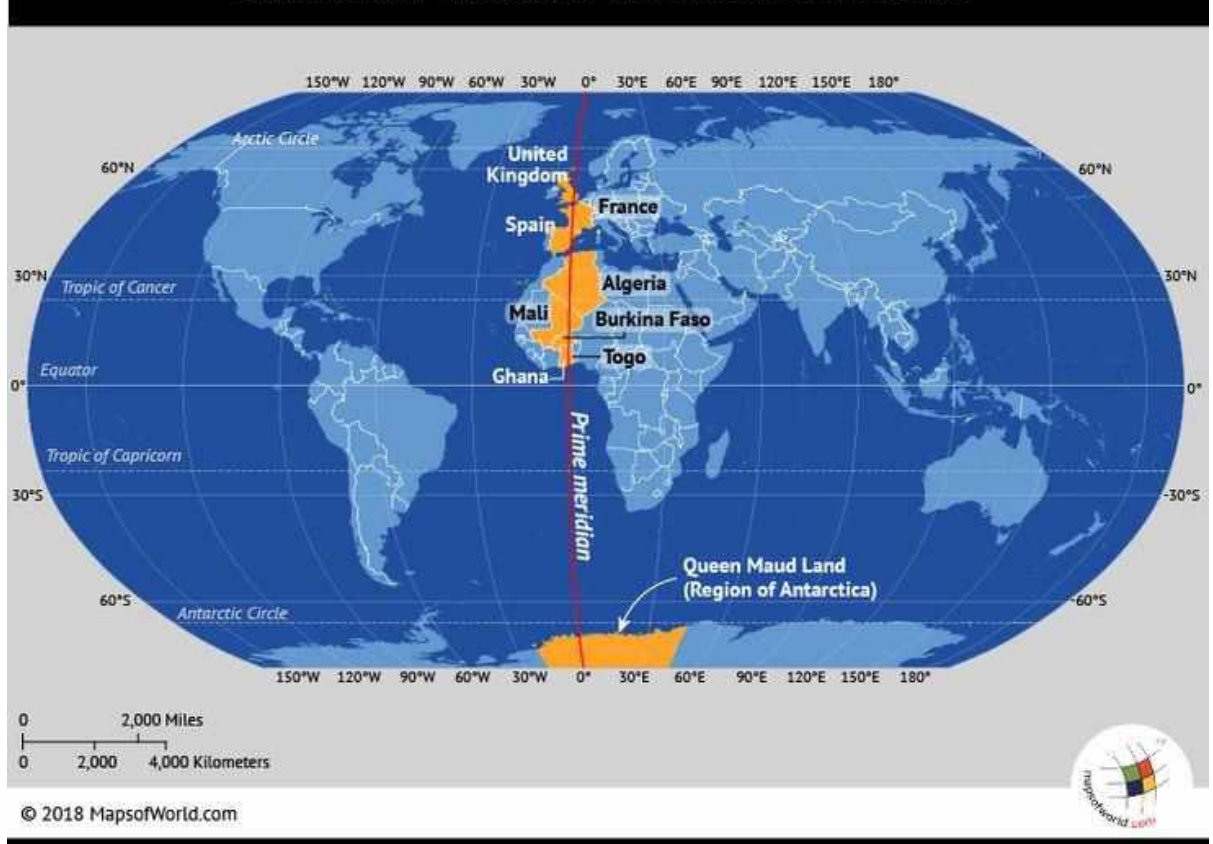 150°W 120°W 90°W 60°W 30°W 0° 30°E 60°E 90°E 120°E 150°E 180°
Arctic Circle
60°N
60°N
United
Kingdom
France
Spain
30°N
30°N
Tropic of Cancer
Algeria
Mali
Burkina Faso
Togo
Equator
Ghana
0°
0°
Prime meridian
Tropic of Capricorn
30°S
30°S
Queen Maud Land
(Region of Antarctica)
60°S
60°S
Antarctic Circle
150°W 120°W 90°W 60°W 30°W 0° 30°E 60°E 90°E 120°E 150°E 180°
0 2,000 Miles
0 2,000 4,000 Kilometers
© 2018 MapsofWorld.com
mapsofworld.com